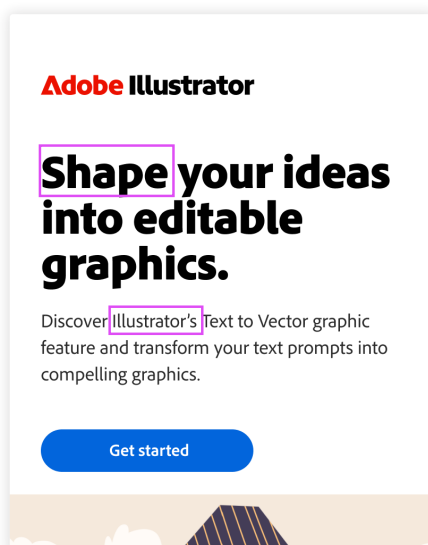 Adobe Illustrator
Shape your ideas
into editable
graphics.
Discover Illustrator’s Text to Vector graphic
feature and transform your text prompts into
compelling graphics.
Get started